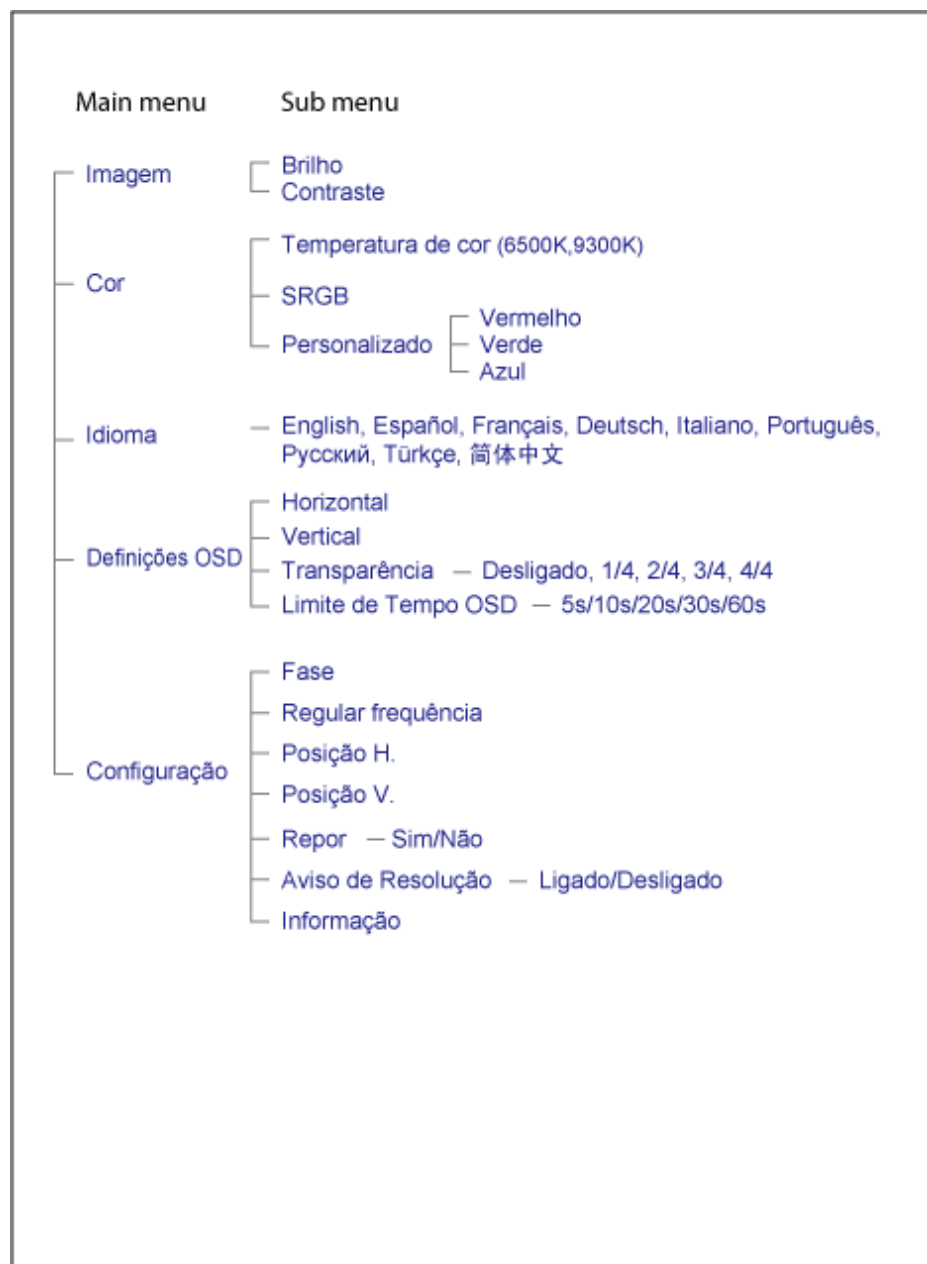 Main menu Sub menu
Imagem
Brilho
Contraste
Cor
Temperatura de cor (6500K,9300K)
SRGB
Personalizado
Vermelho
Verde
Azul
Idioma
English, Español, Français, Deutsch, Italiano, Português,
Русский, Türkçe, 简体中文
Definições OSD
Horizontal
Vertical
Transparência — Desligado, 1/4, 2/4, 3/4, 4/4
Limite de Tempo OSD — 5s/10s/20s/30s/60s
Configuração
Fase
Regular frequência
Posição H.
Posição V.
Repor — Sim/Não
Aviso de Resolução — Ligado/Desligado
Informação